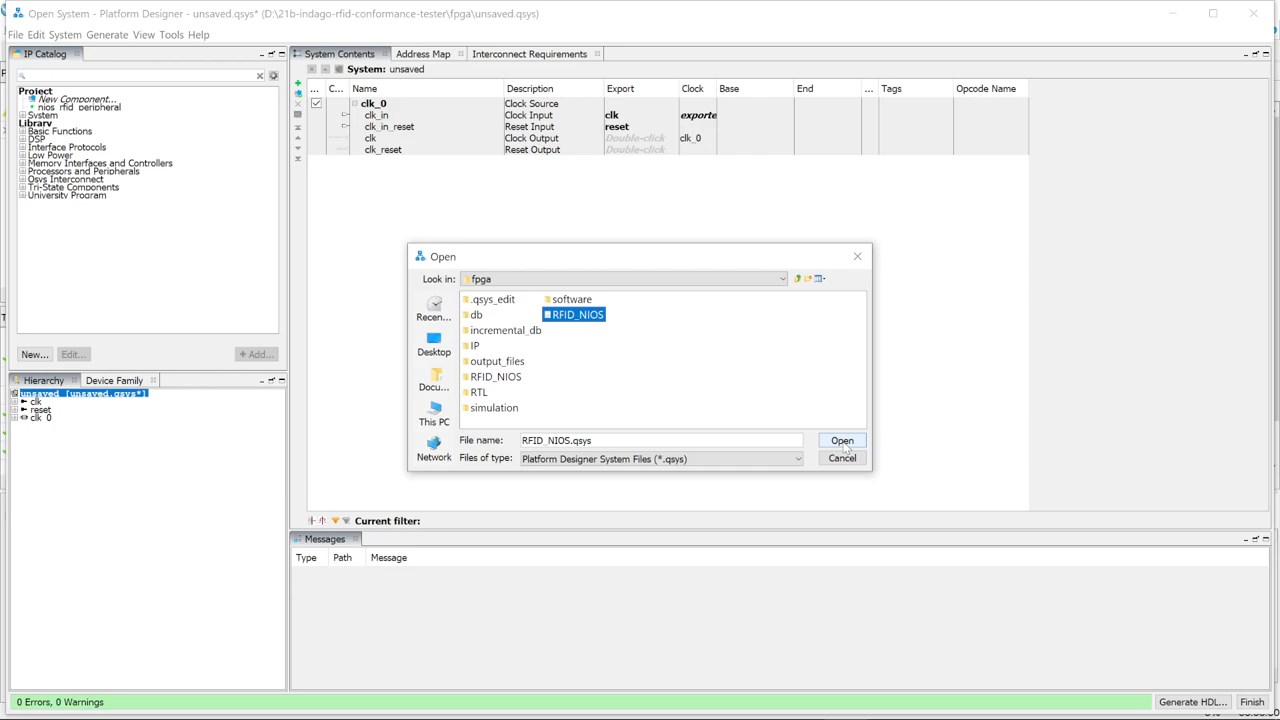 Open System - Platform Designer - unsaved.qsys* (D:\21b-indago-rfid-conformance-tester\fpga\unsaved.qsys)
File Edit System Generate View Tools Help
IP Catalog
Project
New Component...
nios_rfid_peripheral
System
Library
Basic Functions
DSP
Interface Protocols
Low Power
Memory Interfaces and Controllers
Processors and Peripherals
Qsys Interconnect
Tri-State Components
University Program
New... Edit... Add...
Hierarchy Device Family
unsaved [unsaved.qsys*]
clk
reset
clk_0
System Contents Address Map Interconnect Requirements
System: unsaved
... C... Name Description Export Clock Base End ... Tags Opcode Name
clk_0 Clock Source
clk_in Clock Input clk exporte
clk_in_reset Reset Input reset
clk Clock Output Double-click clk_0
clk_reset Reset Output Double-click
Open
Look in: fpga
Recen...
Desktop
Docu...
This PC
Network
.qsys_edit
db
incremental_db
IP
output_files
RFID_NIOS
RTL
simulation
software
RFID_NIOS
File name: RFID_NIOS.qsys Open
Files of type: Platform Designer System Files (*.qsys) Cancel
Current filter:
Messages
Type Path Message
0 Errors, 0 Warnings
Generate HDL... Finish